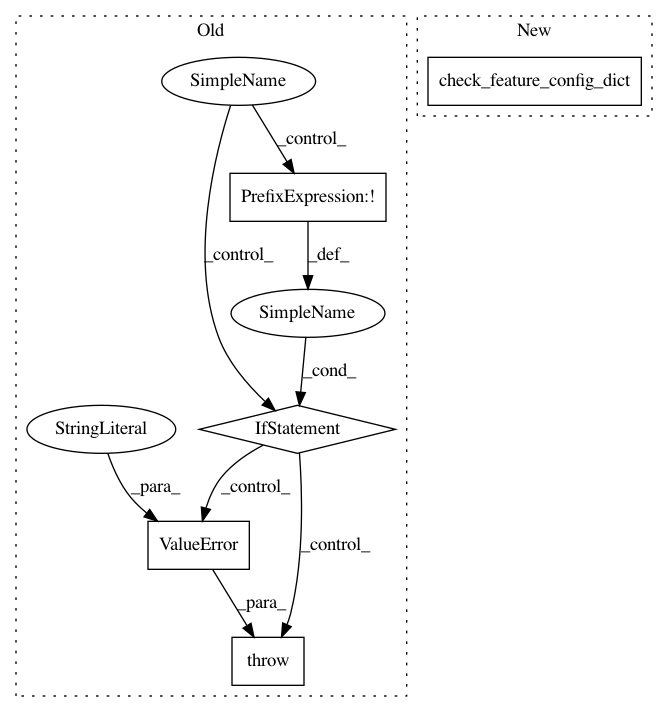 Old
New
SimpleName
check_feature_config_dict
_control_
PrefixExpression:!
_control_
_def_
SimpleName
_cond_
StringLiteral
IfStatement
_para_
_control_
_control_
ValueError
_para_
throw